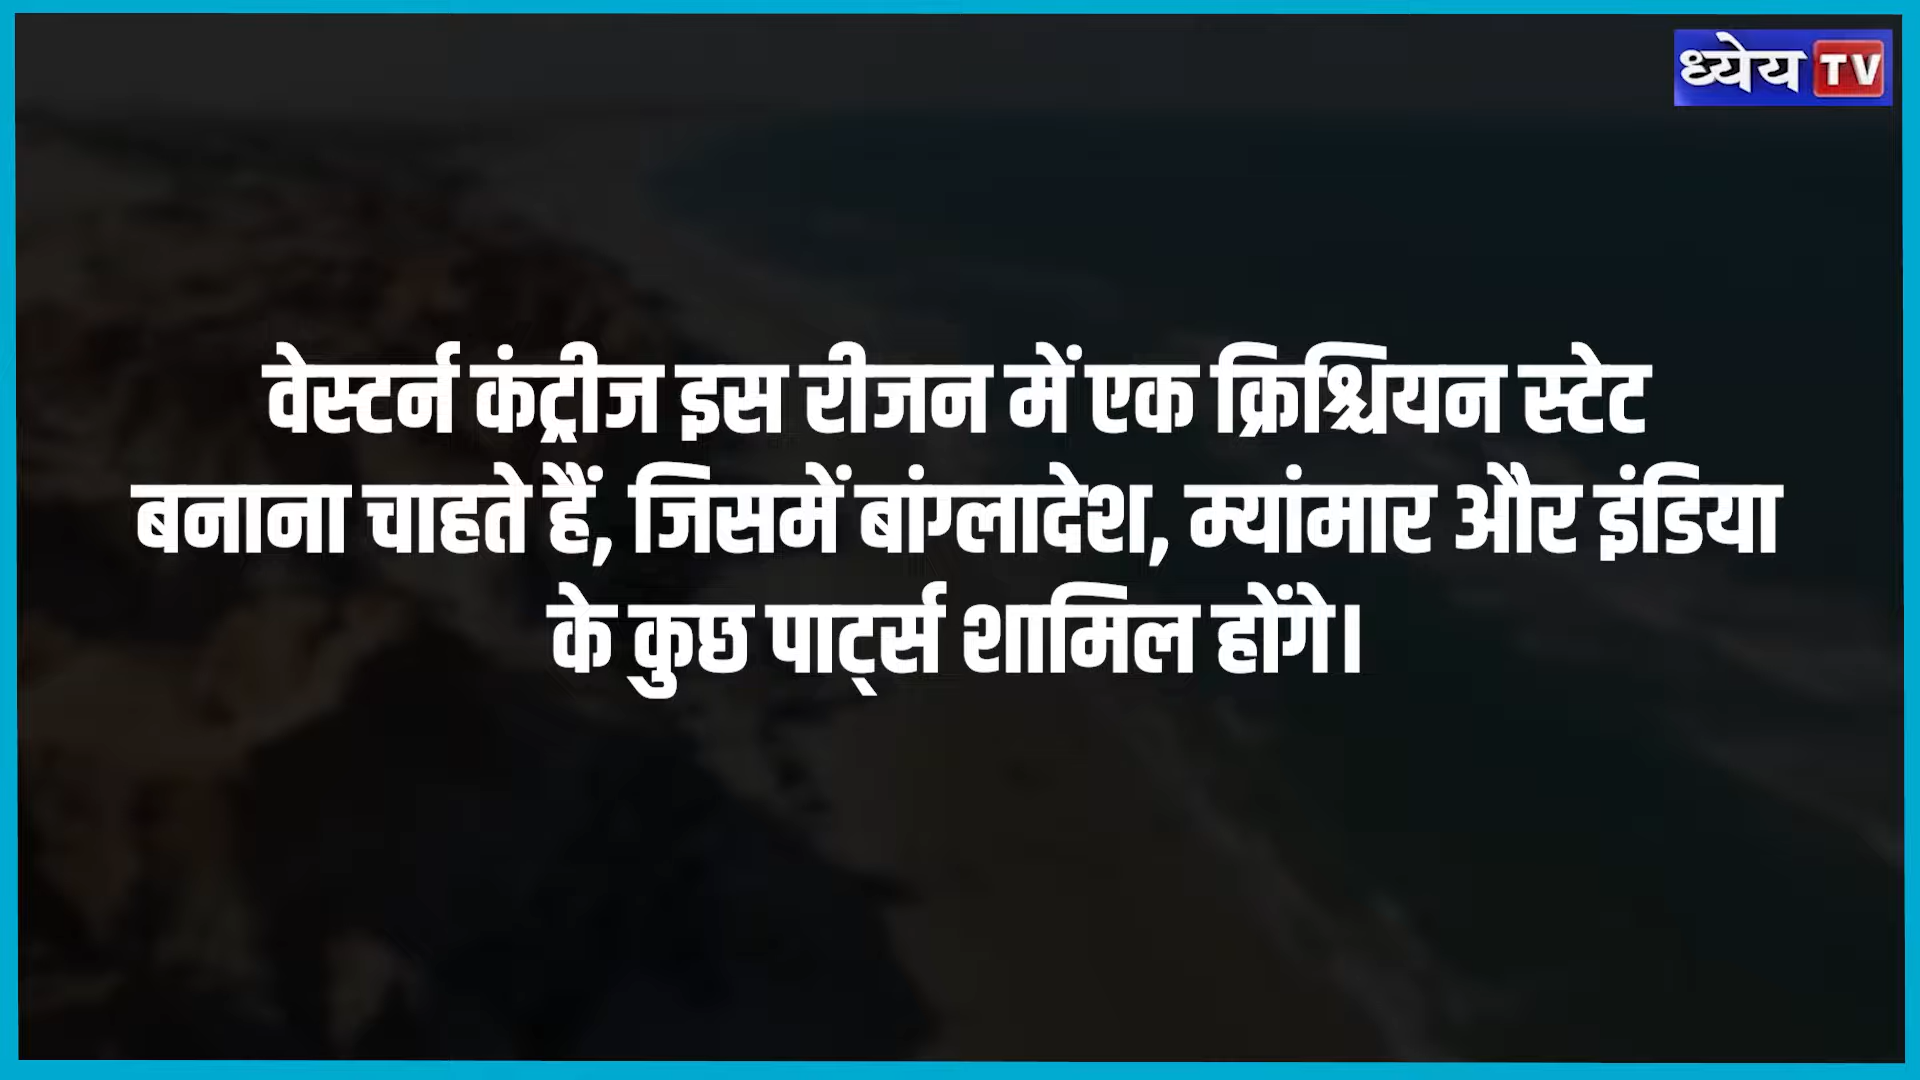 ध्येय TV
वेस्टर्न कंट्रीज इस रीजन में एक क्रिश्चियन स्टेट
बनाना चाहते हैं, जिसमें बांग्लादेश, म्यांमार और इंडिया
के कुछ पार्ट्स शामिल होंगे।